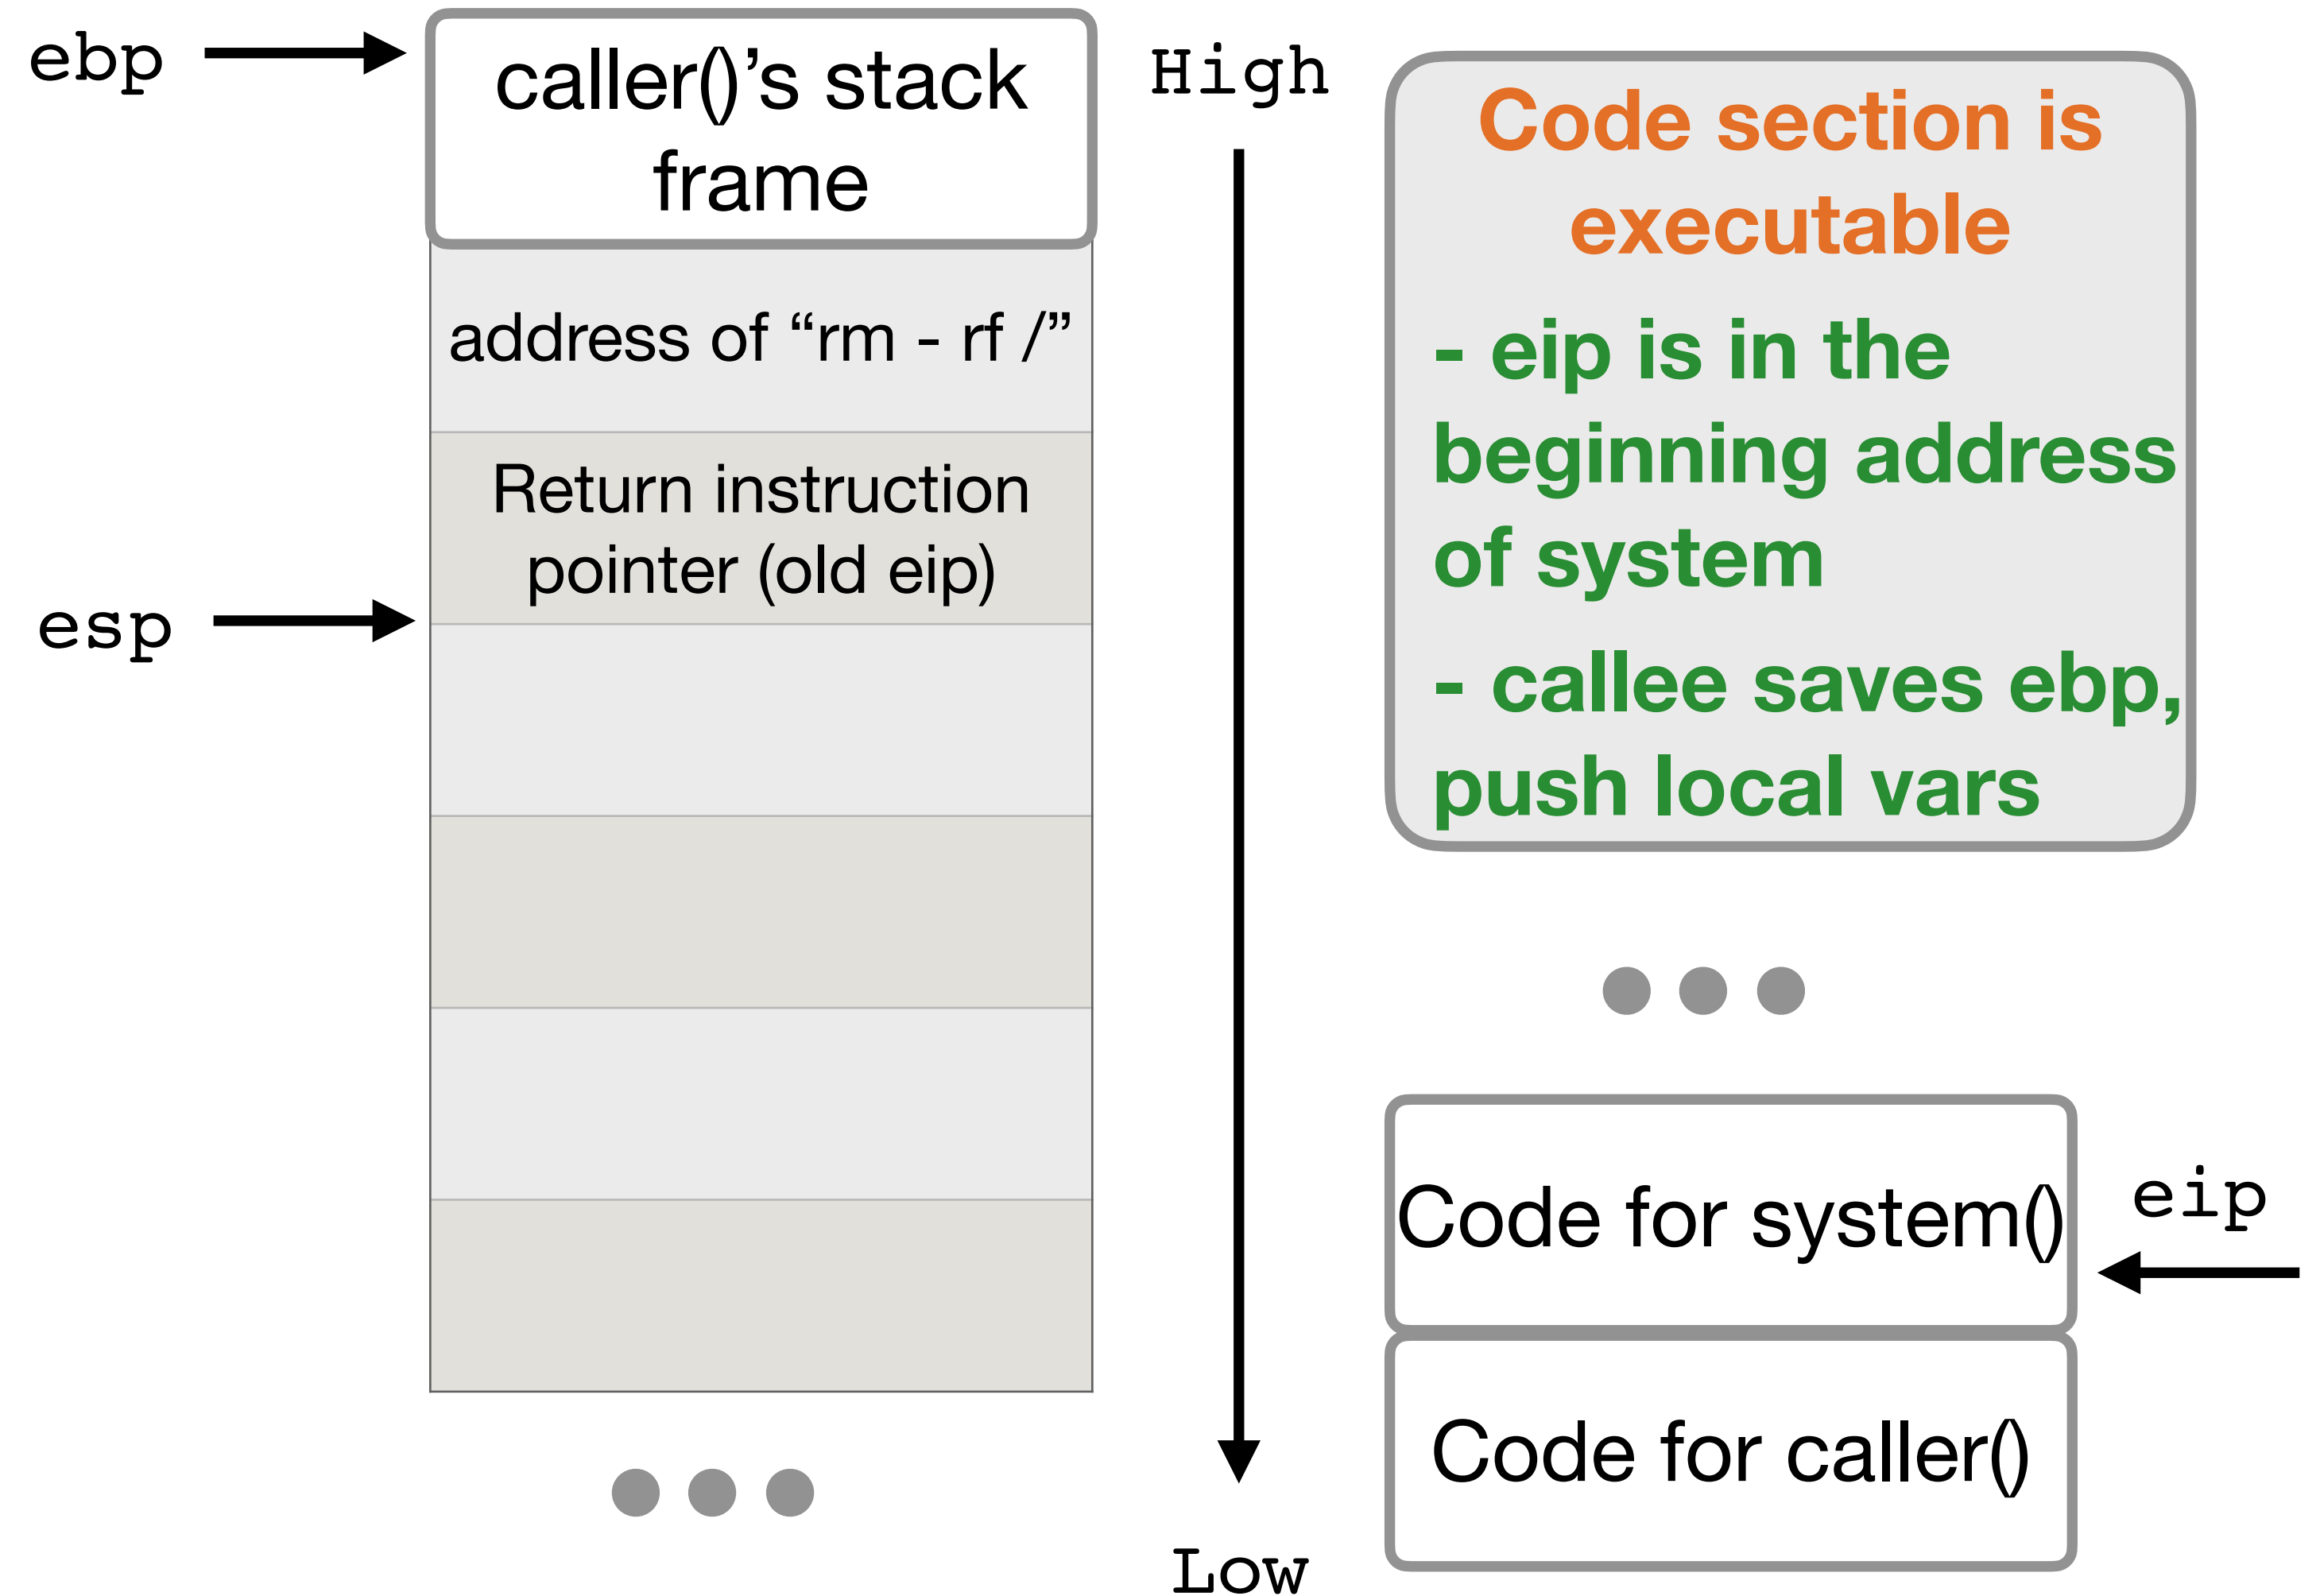 ebp
caller()’s stack
frame
address of “rm - rf /”
Return instruction
pointer (old eip)
esp
High
Low
Code section is
executable
- eip is in the
beginning address
of system
- callee saves ebp,
push local vars
Code for system()
eip
Code for caller()